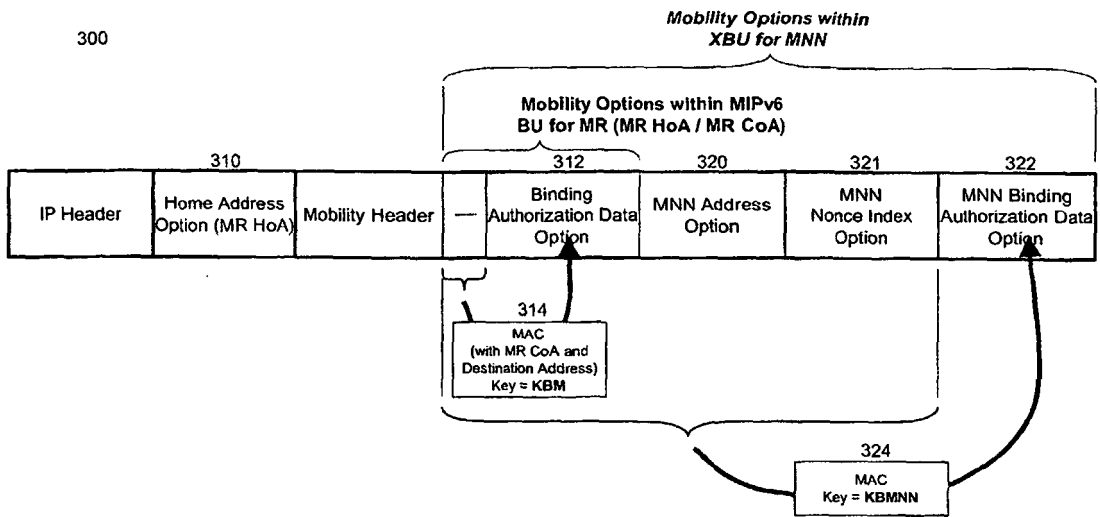 Mobility Options within
XBU for MNN
300
Mobility Options within MIPv6
BU for MR (MR HoA / MR CoA)
310
312
320
321
322
IP Header
Home Address
Option (MR HoA)
Mobility Header
—
Binding
Authorization Data
Option
MNN Address
Option
MNN
Nonce Index
Option
MNN Binding
Authorization Data
Option
314
MAC
(with MR CoA and
Destination Address)
Key = KBM
324
MAC
Key = KBMNN